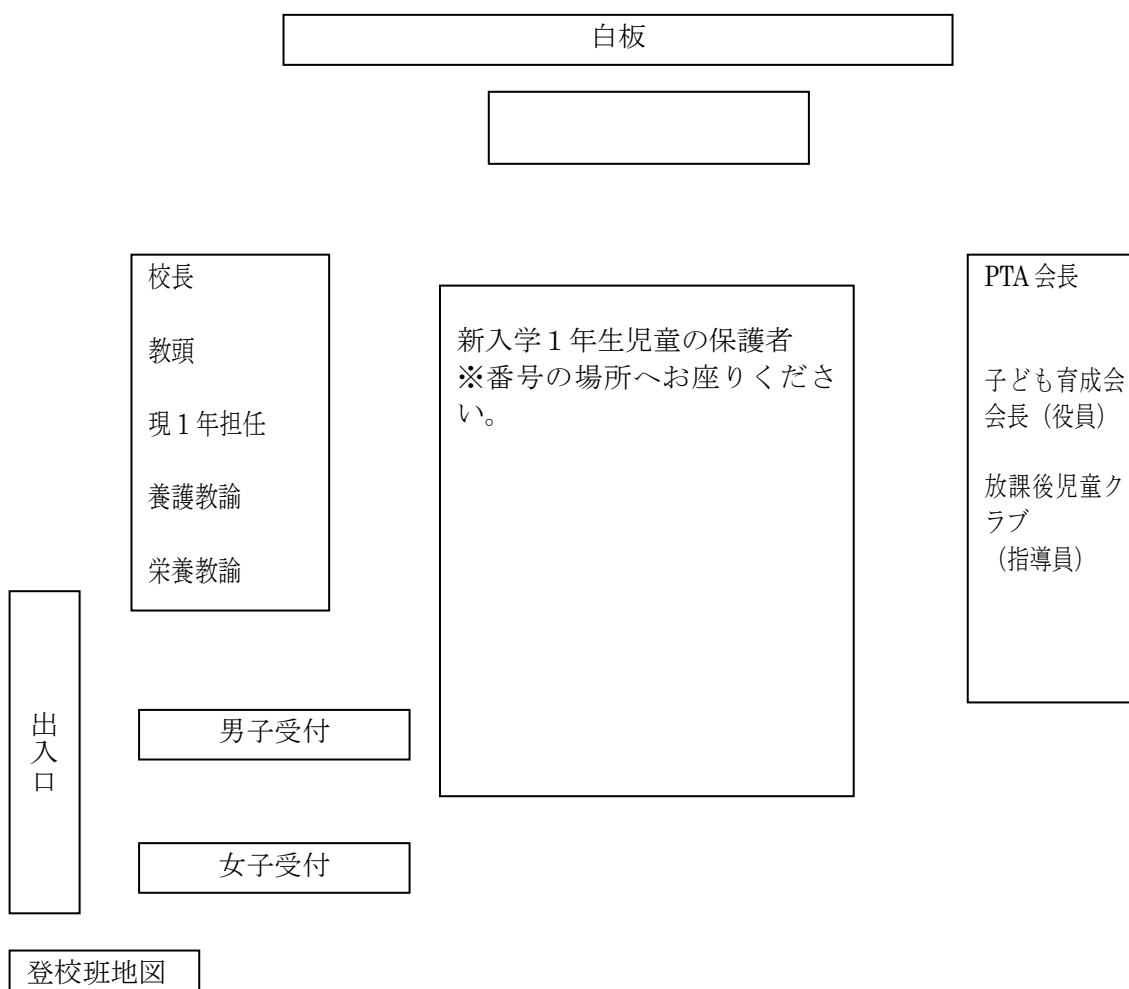 白板
校長
教頭
現１年担任
養護教諭
栄養教諭
新入学１年生児童の保護者
※番号の場所へお座りくださ
い。
PTA 会長
子ども育成会
会長（役員）
放課後児童ク
ラブ
（指導員）
出入口
男子受付
女子受付
登校班地図